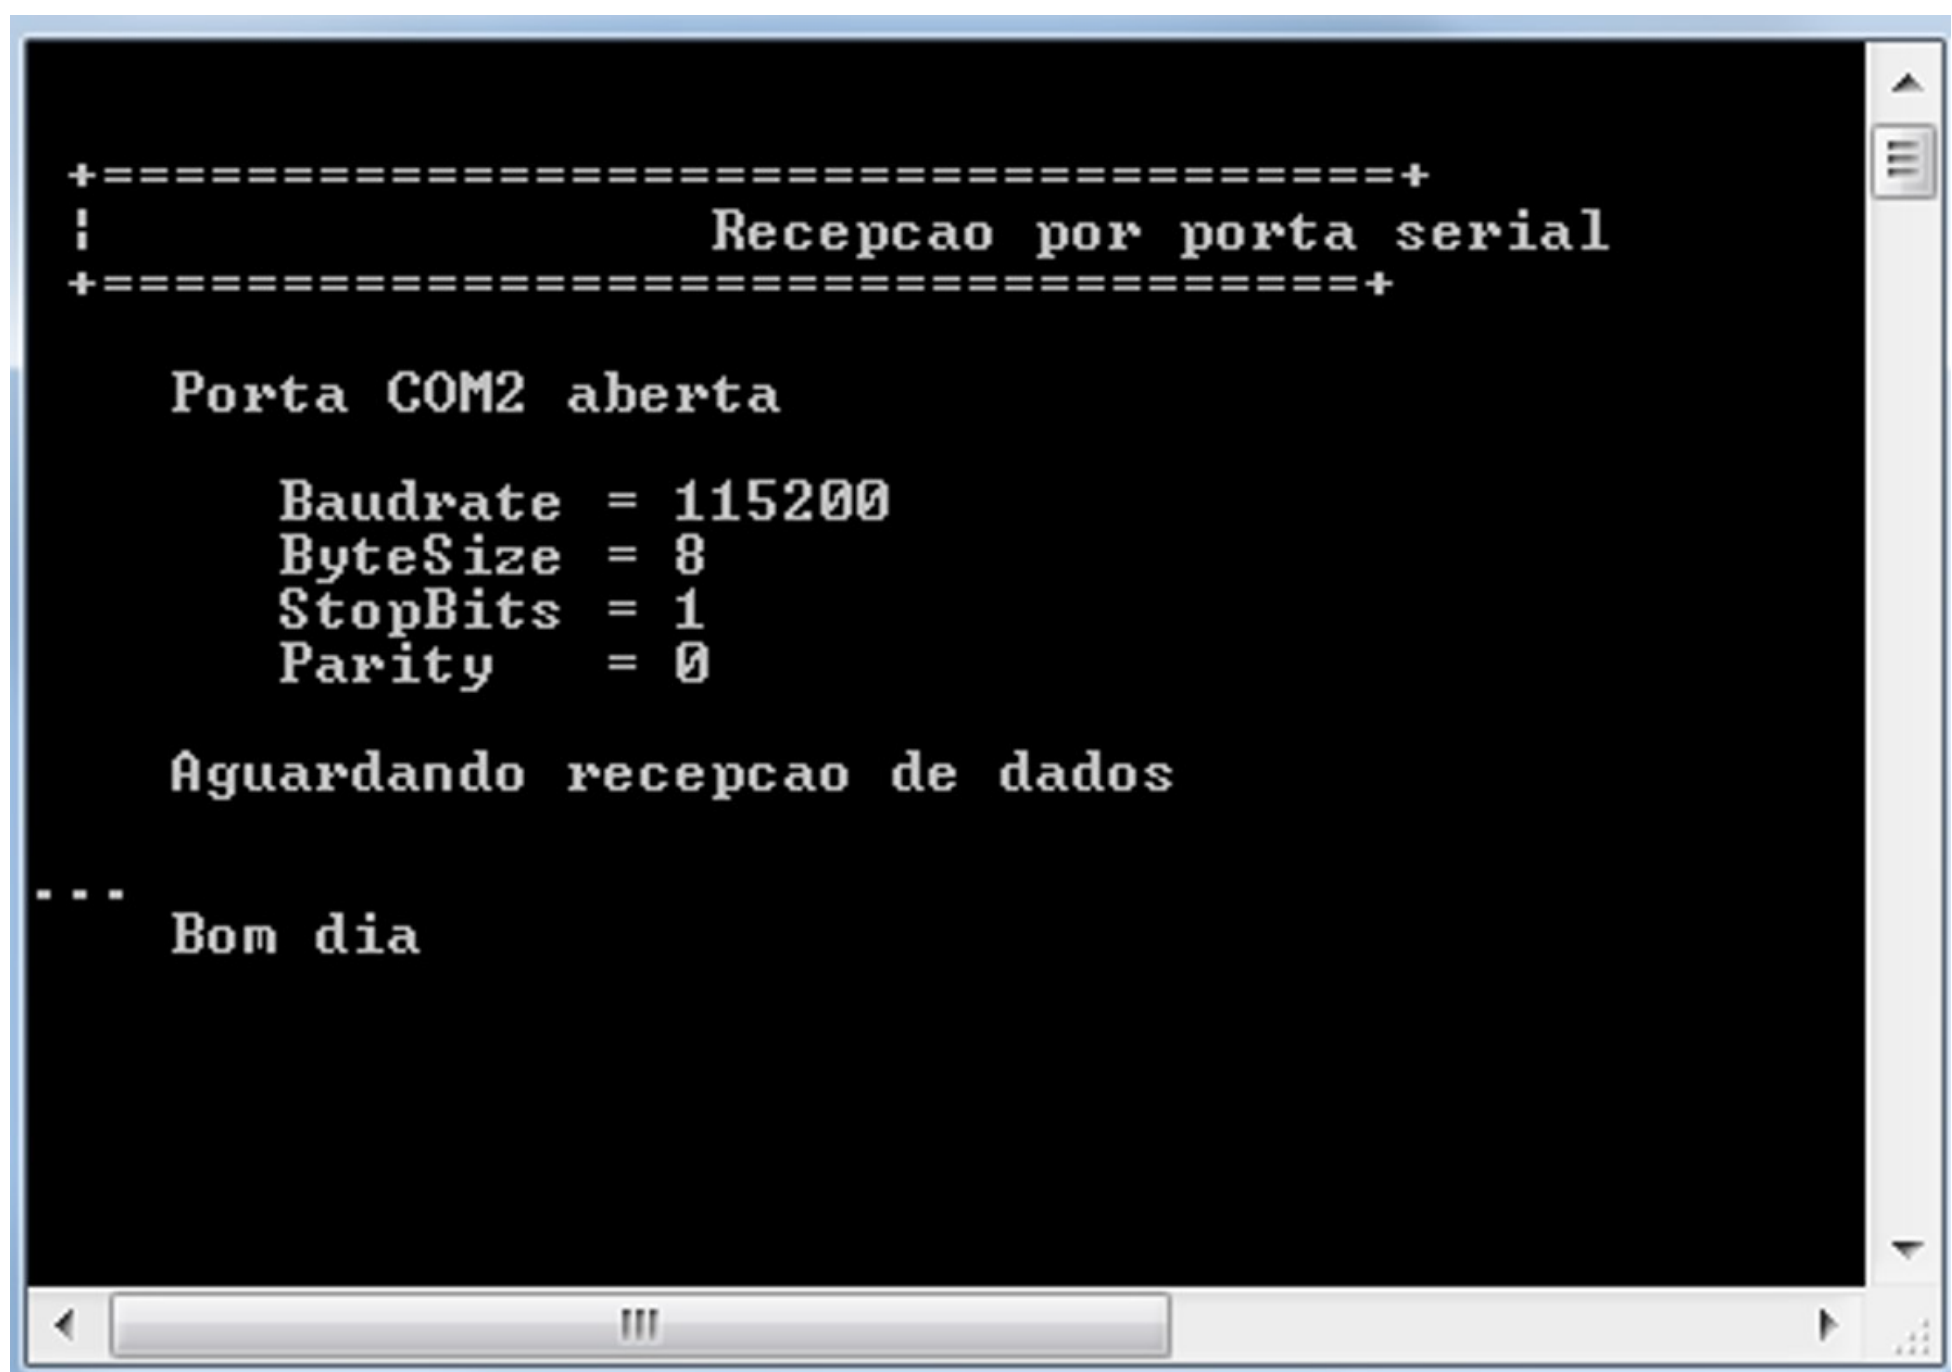 +====================================+
¦ Recepcao por porta serial
+===================================+
Porta COM2 aberta
Baudrate = 115200
ByteSize = 8
StopBits = 1
Parity = 0
Aguardando recepcao de dados
...
Bom dia